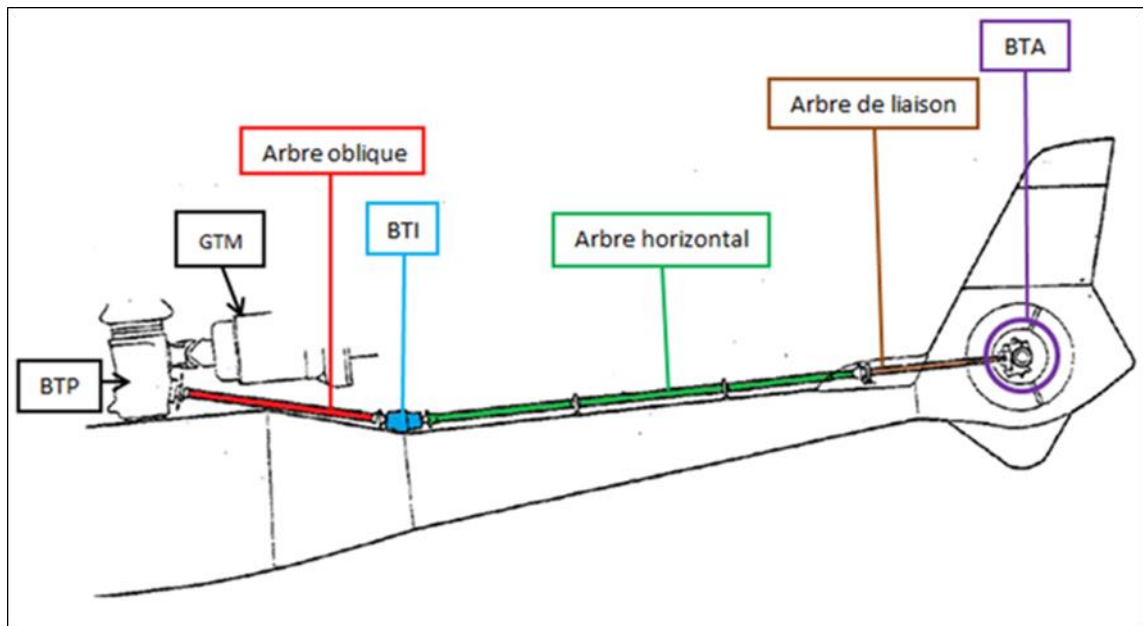 BTA
Arbre de liaison
Arbre oblique
GTM
BTI
Arbre horizontal
BTP